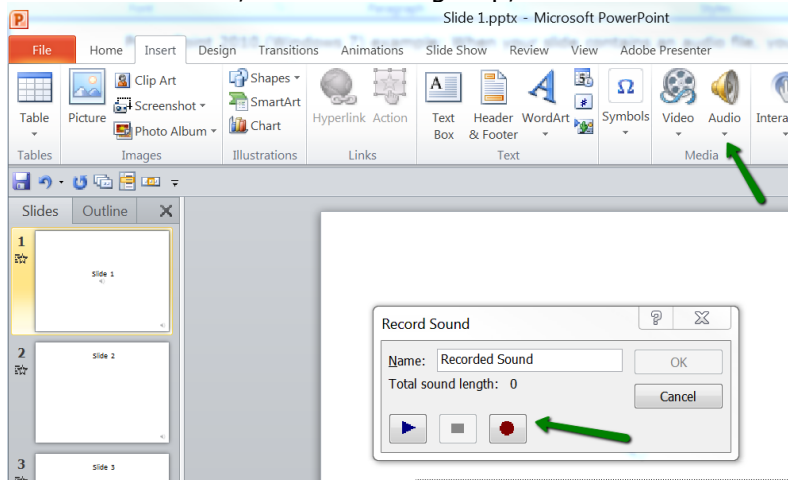 Slide 1.pptx - Microsoft PowerPoint
File Home Insert Design Transitions Animations Slide Show Review View Adobe Presenter
Table
Picture
Clip Art
Screenshot
Photo Album
Shapes
SmartArt
Chart
Hyperlink Action
Text Box
Header & Footer
WordArt
Symbols
Video Audio
Tables Images Illustrations Links Text Media
Slides Outline
1
Slide 1
2
Slide 2
3
Slide 3
Record Sound
Name: Recorded Sound
OK
Total sound length: 0
Cancel